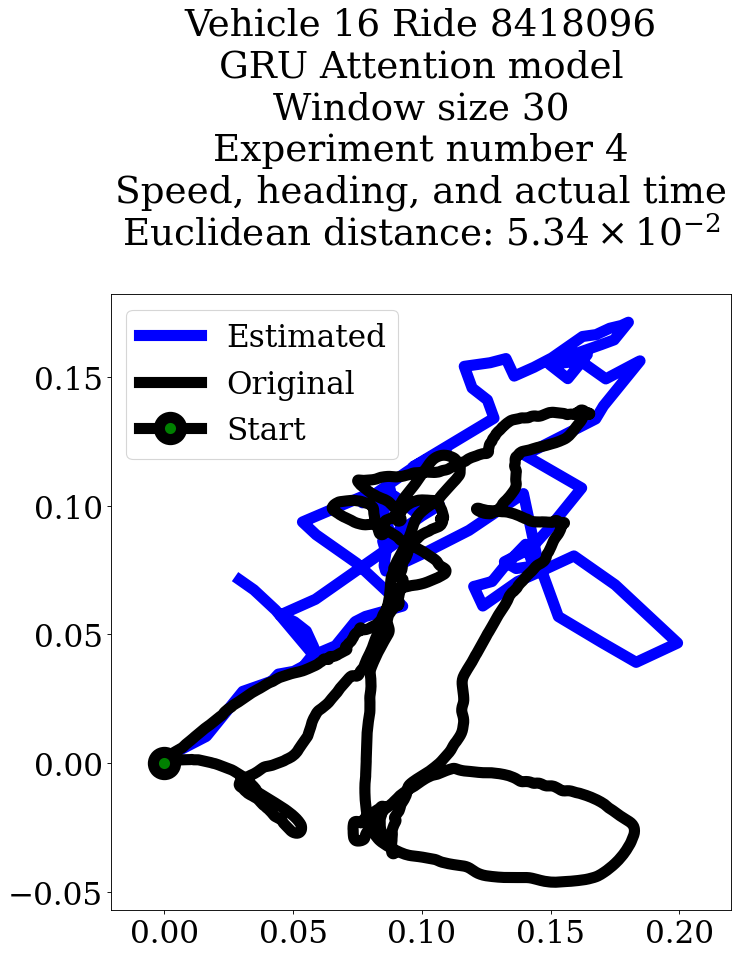 Vehicle 16 Ride 8418096
GRU Attention model
Window size 30
Experiment number 4
Speed, heading, and actual time
Euclidean distance: 5.34 × 10⁻²
Estimated
Original
Start
0.15
0.10
0.05
0.00
−0.05
0.00 0.05 0.10 0.15 0.20